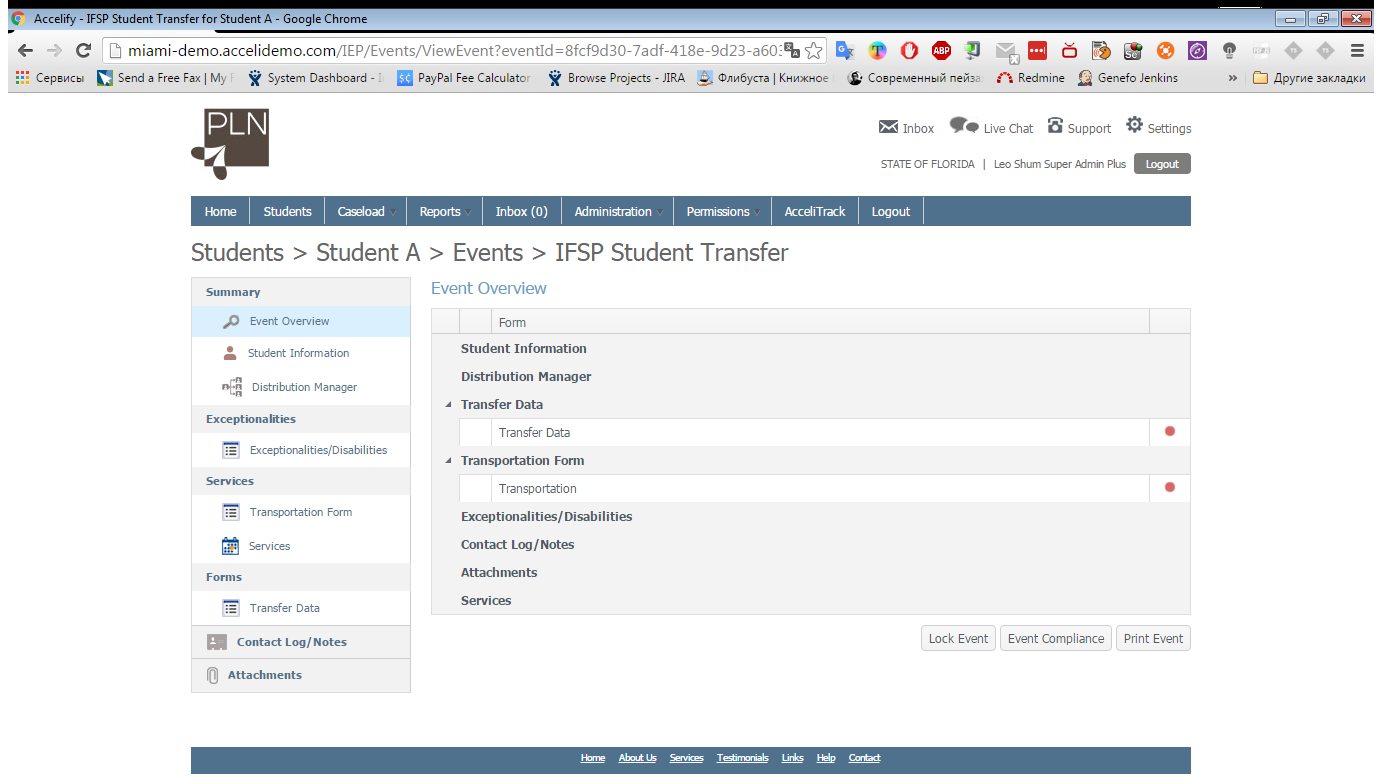 Accelify - IFSP Student Transfer for Student A - Google Chrome
miami-demo.accelidemo.com/IEP/Events/ViewEvent?eventId=8fcf9d30-7adf-418e-9d23-a603
Сервисы Send a Free Fax | My F System Dashboard - I PayPal Fee Calculator Browse Projects - JIRA Флибуста | Книжное Современный пейза Redmine Genefo Jenkins » Другие закладки
PLN
Inbox Live Chat Support Settings
STATE OF FLORIDA | Leo Shum Super Admin Plus Logout
Home Students Caseload Reports Inbox (0) Administration Permissions AcceliTrack Logout
Students > Student A > Events > IFSP Student Transfer
Summary
Event Overview
Student Information
Distribution Manager
Exceptionalities
Exceptionalities/Disabilities
Services
Transportation Form
Services
Forms
Transfer Data
Contact Log/Notes
Attachments
Event Overview
Form
Student Information
Distribution Manager
Transfer Data
Transfer Data
Transportation Form
Transportation
Exceptionalities/Disabilities
Contact Log/Notes
Attachments
Services
Lock Event Event Compliance Print Event
Home About Us Services Testimonials Links Help Contact